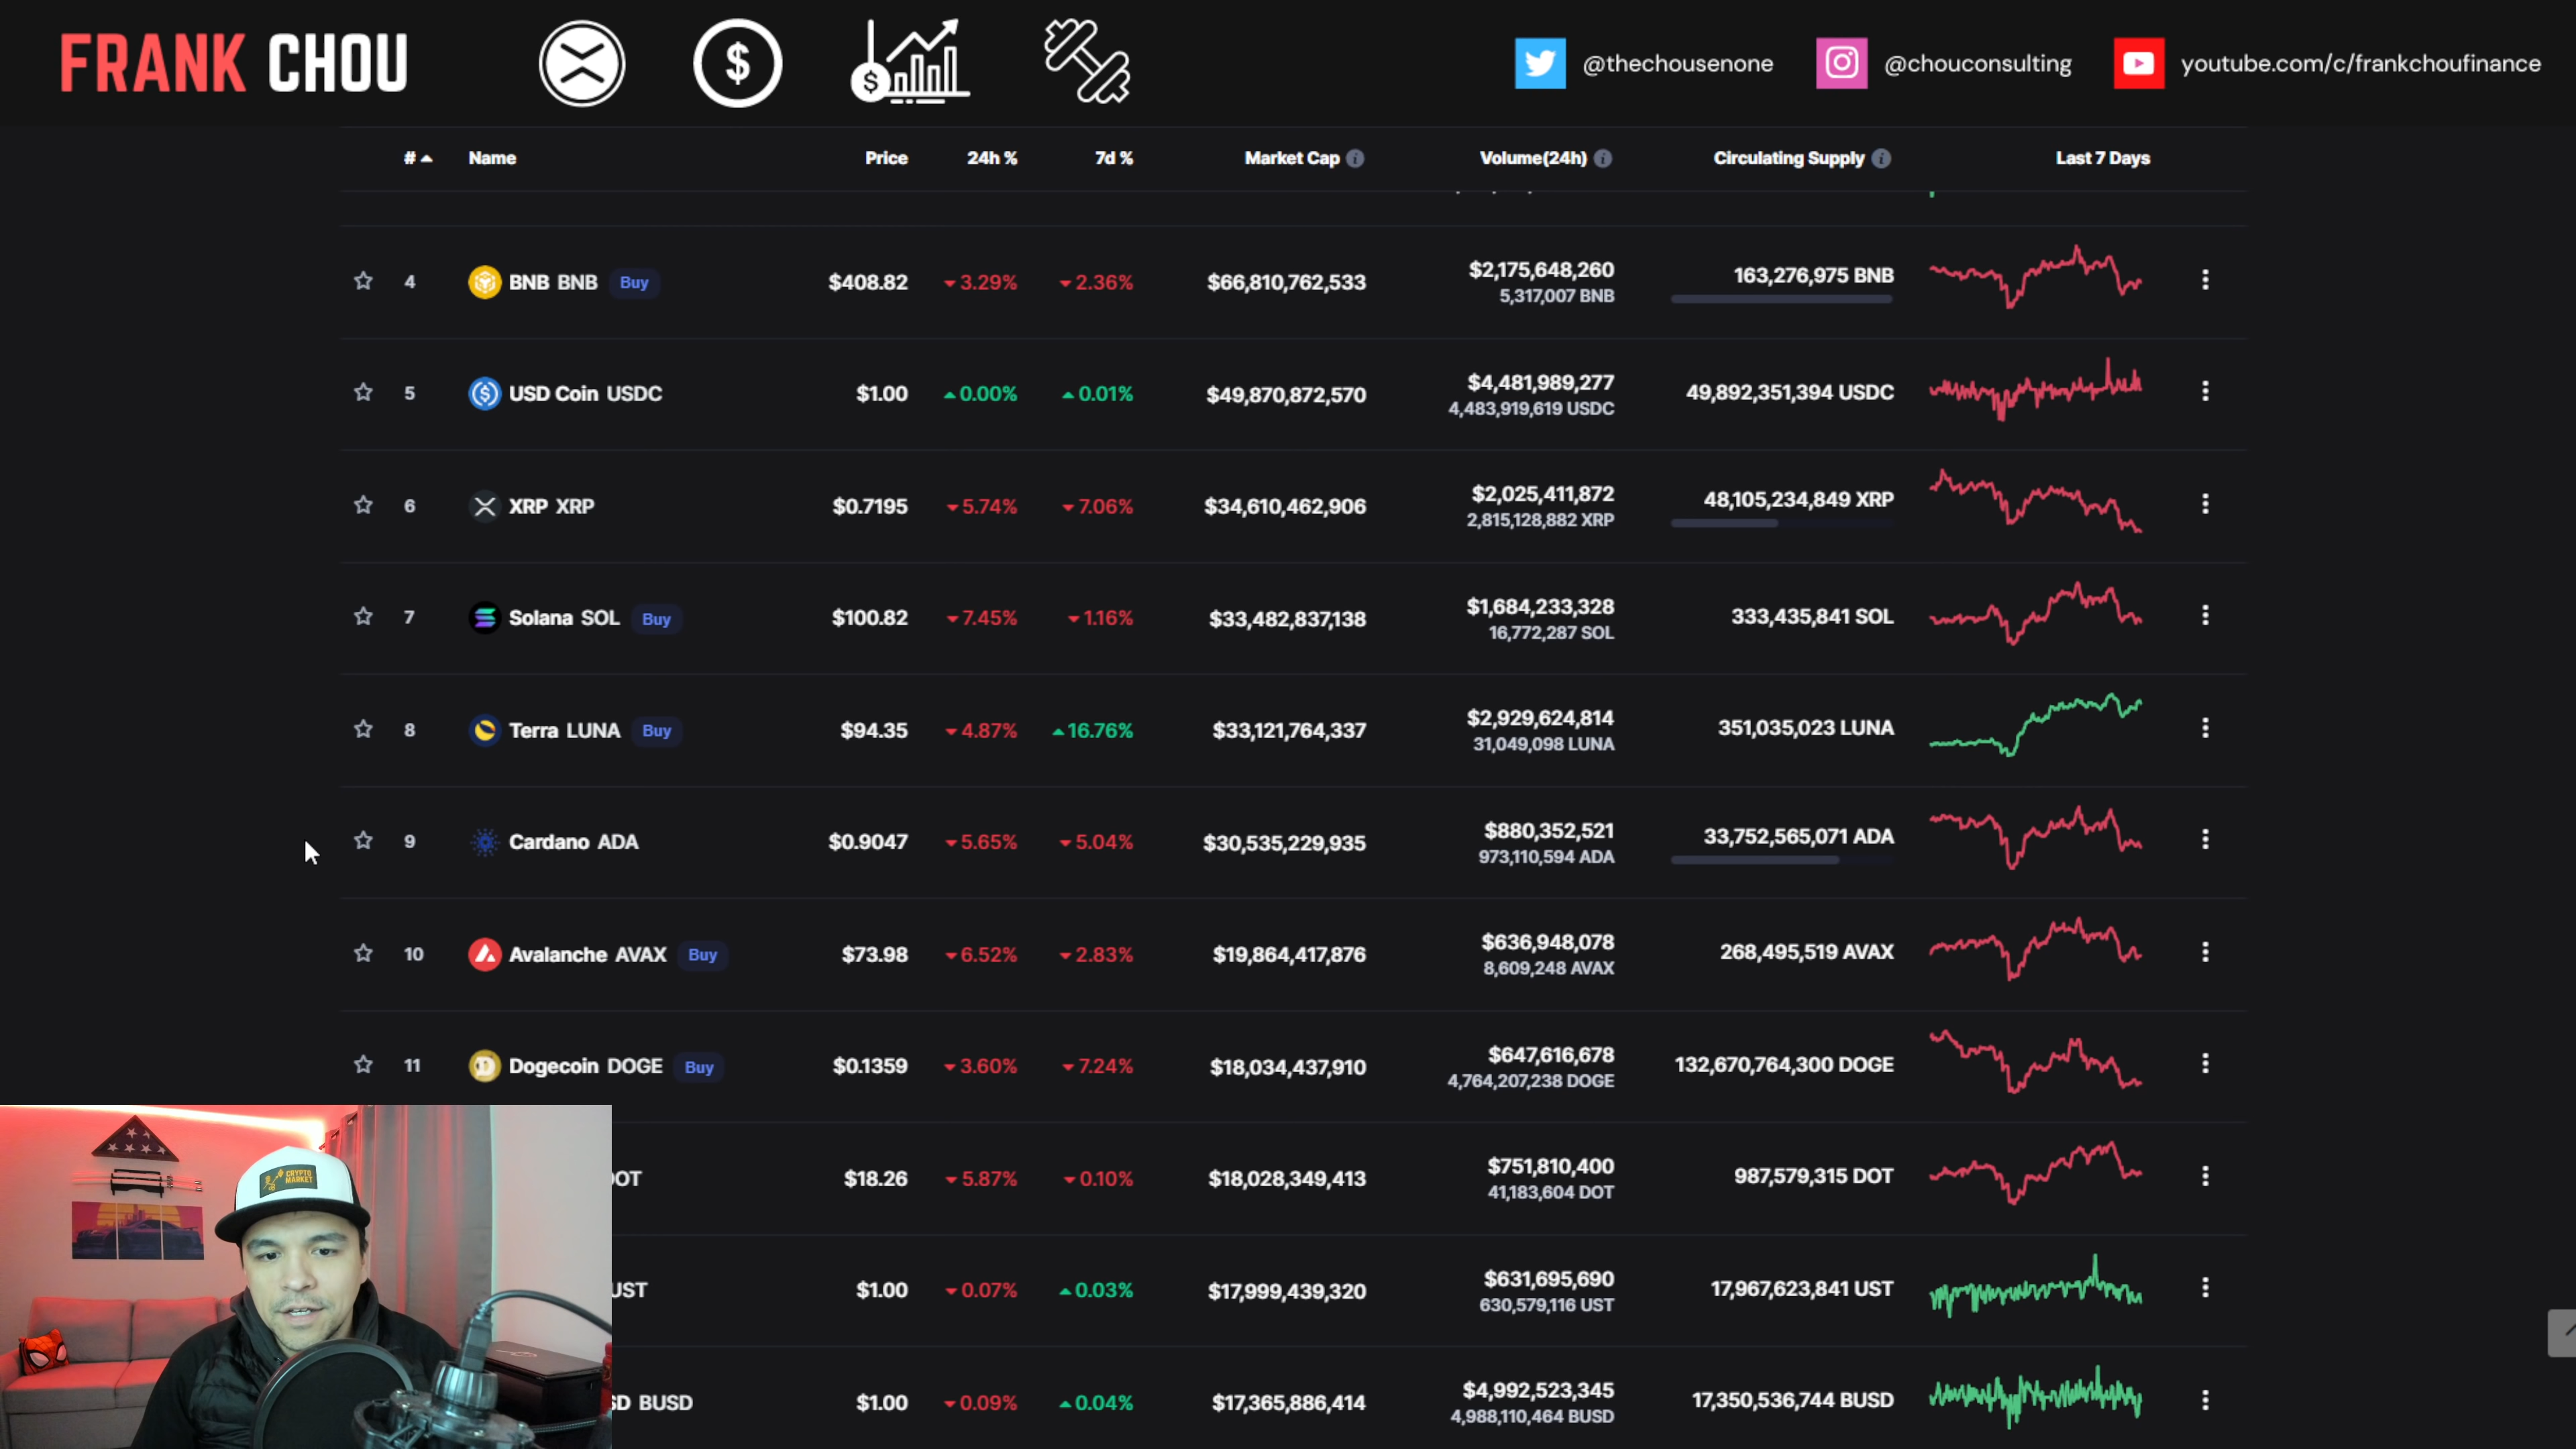 FRANK CHOU
@thechousenone
@chouconsulting
youtube.com/c/frankchoufinance
# Name Price 24h % 7d % Market Cap Volume(24h) Circulating Supply Last 7 Days
4 BNB BNB Buy $408.82 3.29% 2.36% $66,810,762,533 $2,175,648,260 163,276,975 BNB
5,317,007 BNB
5 USD Coin USDC $1.00 0.00% 0.01% $49,870,872,570 $4,481,989,277 49,892,351,394 USDC
4,483,919,619 USDC
6 XRP XRP $0.7195 5.74% 7.06% $34,610,462,906 $2,025,411,872 48,105,234,849 XRP
2,815,128,882 XRP
7 Solana SOL Buy $100.82 7.45% 1.16% $33,482,837,138 $1,684,233,328 333,435,841 SOL
16,772,287 SOL
8 Terra LUNA Buy $94.35 4.87% 16.76% $33,121,764,337 $2,929,624,814 351,035,023 LUNA
31,049,098 LUNA
9 Cardano ADA $0.9047 5.65% 5.04% $30,535,229,935 $880,352,521 33,752,565,071 ADA
973,110,594 ADA
10 Avalanche AVAX Buy $73.98 6.52% 2.83% $19,864,417,876 $636,948,078 268,495,519 AVAX
8,609,248 AVAX
11 Dogecoin DOGE Buy $0.1359 3.60% 7.24% $18,034,437,910 $647,616,678 132,670,764,300 DOGE
4,764,207,238 DOGE
OT $18.26 5.87% 0.10% $18,028,349,413 $751,810,400 987,579,315 DOT
41,183,604 DOT
UST $1.00 0.07% 0.03% $17,999,439,320 $631,695,690 17,967,623,841 UST
630,579,116 UST
D BUSD $1.00 0.09% 0.04% $17,365,886,414 $4,992,523,345 17,350,536,744 BUSD
4,988,110,464 BUSD
CRYPTO
MARKET